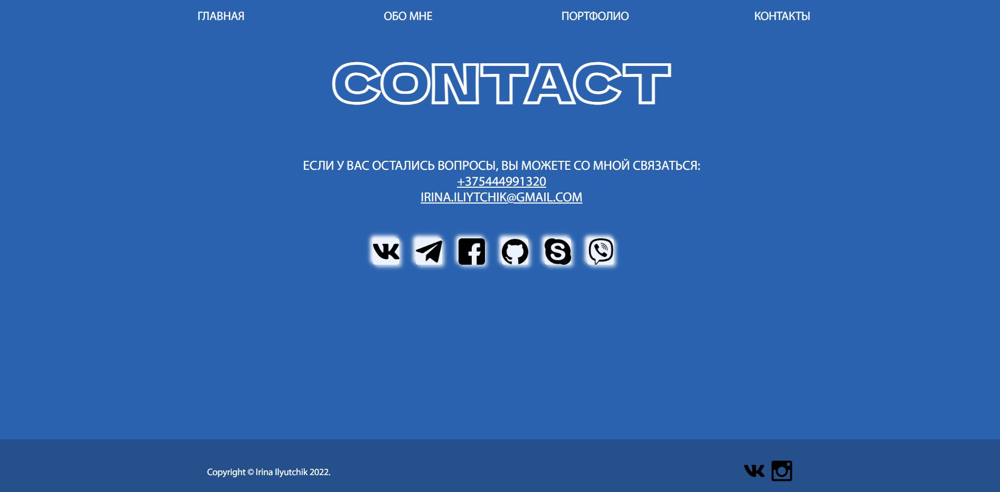 ГЛАВНАЯ ОБО МНЕ ПОРТФОЛИО КОНТАКТЫ
CONTACT
ЕСЛИ У ВАС ОСТАЛИСЬ ВОПРОСЫ, ВЫ МОЖЕТЕ СО МНОЙ СВЯЗАТЬСЯ:
+375444991320
IRINA.ILIYTCHIK@GMAIL.COM
Copyright © Irina Ilyutchik 2022.